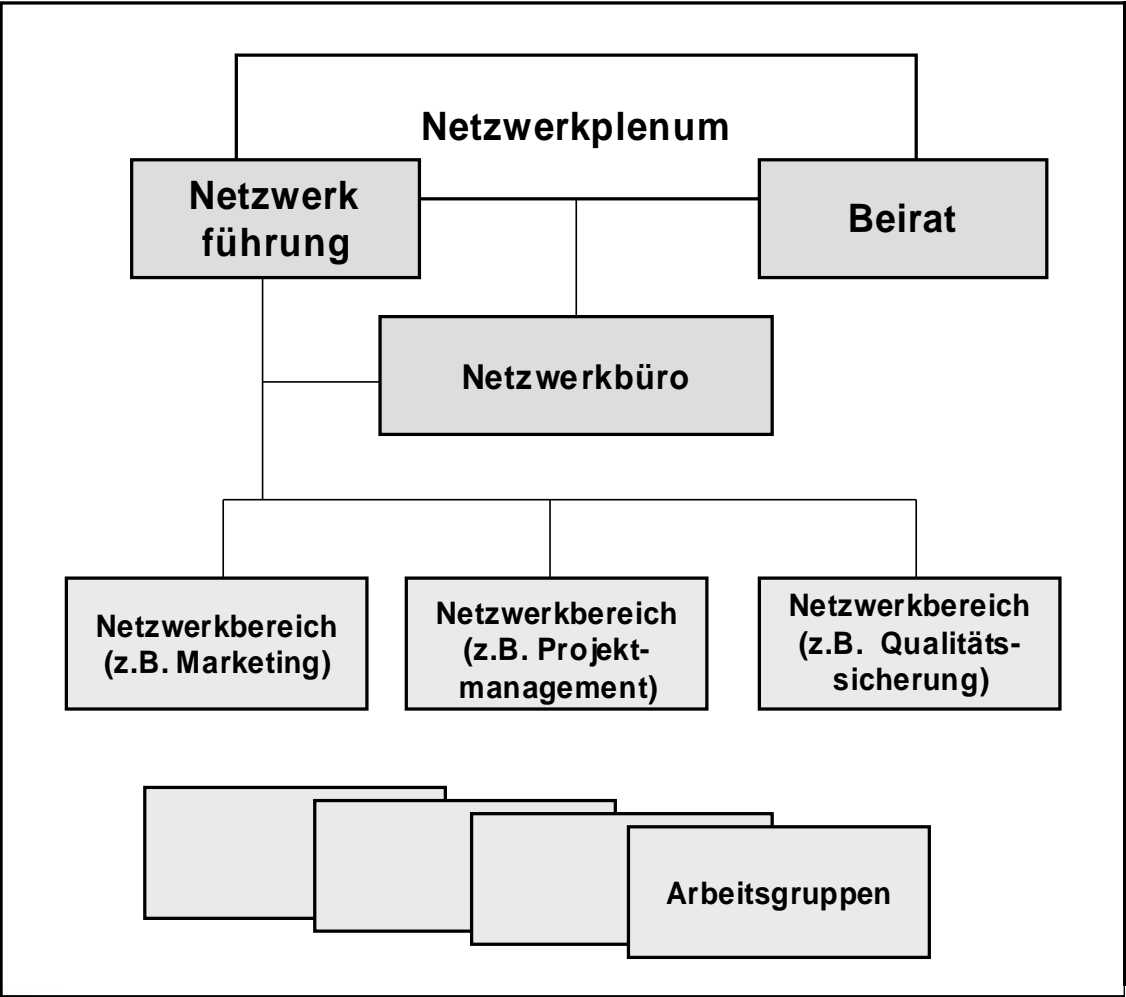 Netzwerkplenum
Netzwerk
führung
Beirat
Netzwerkbüro
Netzwerkbereich
(z.B. Marketing)
Netzwerkbereich
(z.B. Projekt-
management)
Netzwerkbereich
(z.B. Qualitäts-
sicherung)
Arbeitsgruppen